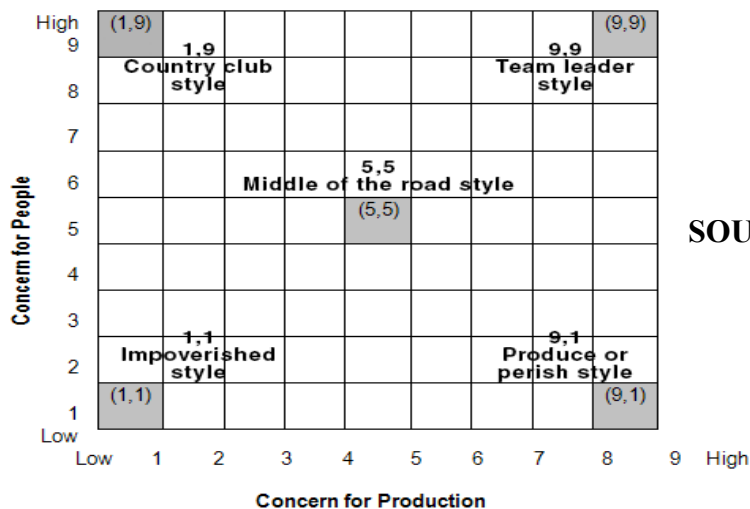 High
(1,9)
(9,9)
9
1,9
Country club
style
9,9
Team leader
style
8
7
5,5
Middle of the road style
6
(5,5)
5
4
3
1,1
Impoverished
style
9,1
Produce or
perish style
2
(1,1)
(9,1)
1
Low
Concern for People
SOU
Low 1 2 3 4 5 6 7 8 9 High
Concern for Production